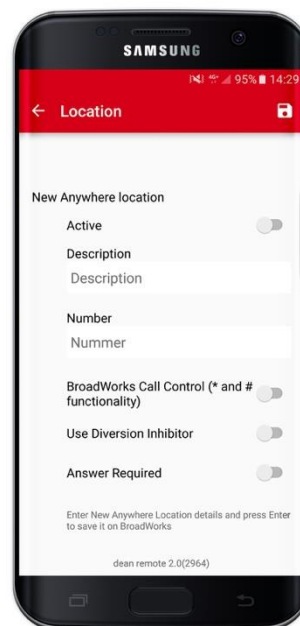 SAMSUNG
4G+ 95% 14:29
Location
New Anywhere location
Active
Description
Description
Number
Nummer
BroadWorks Call Control (* and #
functionality)
Use Diversion Inhibitor
Answer Required
Enter New Anywhere Location details and press Enter
to save it on BroadWorks
dean remote 2.0(2964)